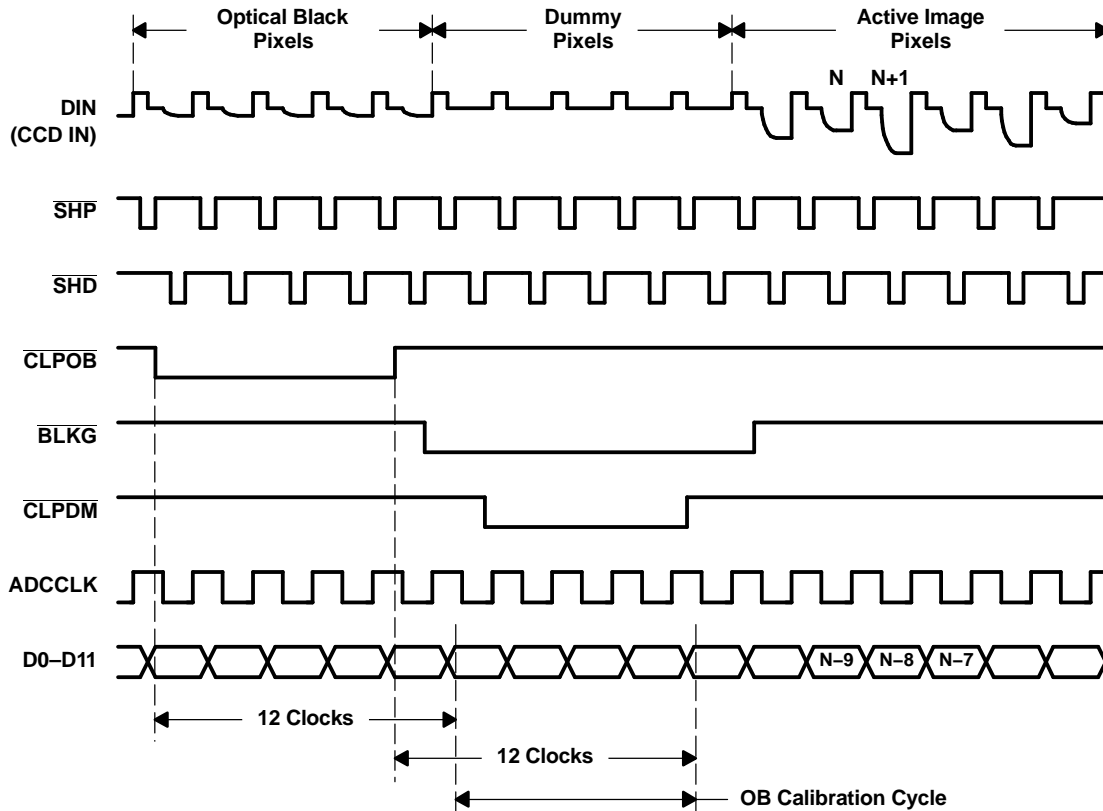 Optical Black
Pixels
Dummy
Pixels
Active Image
Pixels
N N+1
DIN
(CCD IN)
SHP
SHD
CLPOB
BLKG
CLPDM
ADCCLK
D0–D11
N–9 N–8 N–7
12 Clocks
12 Clocks
OB Calibration Cycle